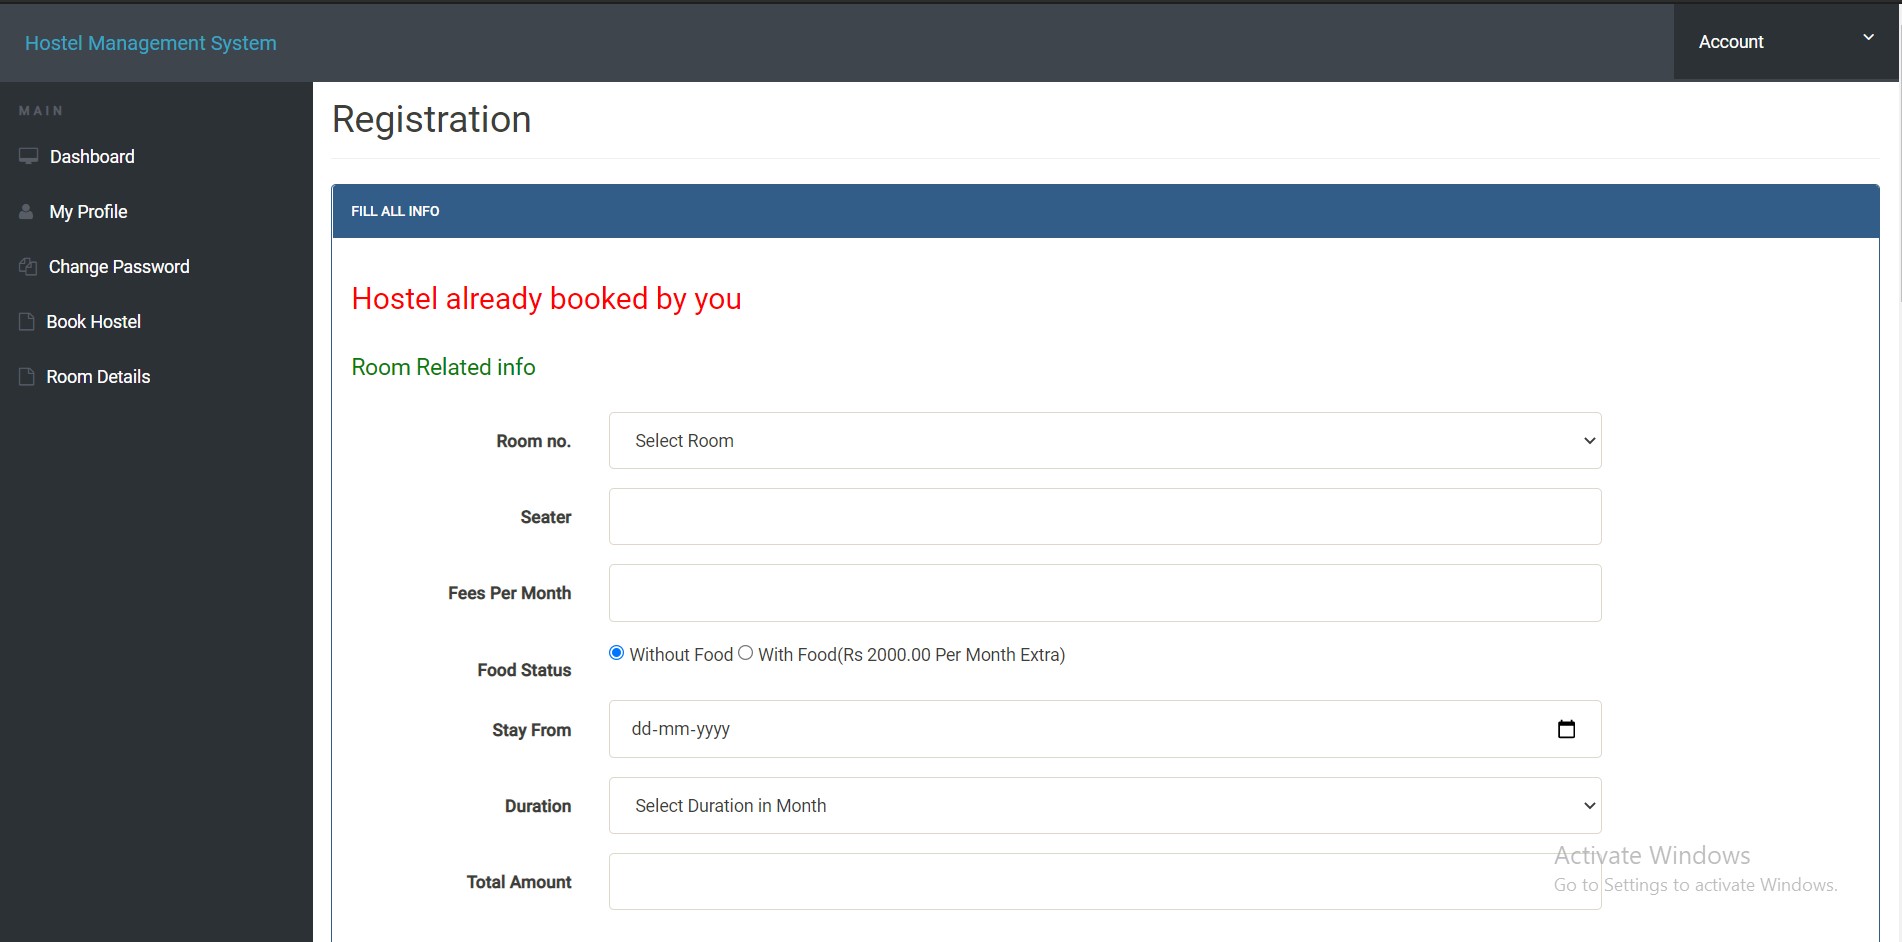 Hostel Management System
Account
MAIN
Dashboard
My Profile
Change Password
Book Hostel
Room Details
Registration
FILL ALL INFO
Hostel already booked by you
Room Related info
Room no.
Select Room
Seater
Fees Per Month
Food Status
Without Food With Food(Rs 2000.00 Per Month Extra)
Stay From
dd-mm-yyyy
Duration
Select Duration in Month
Total Amount
Activate Windows
Go to Settings to activate Windows.